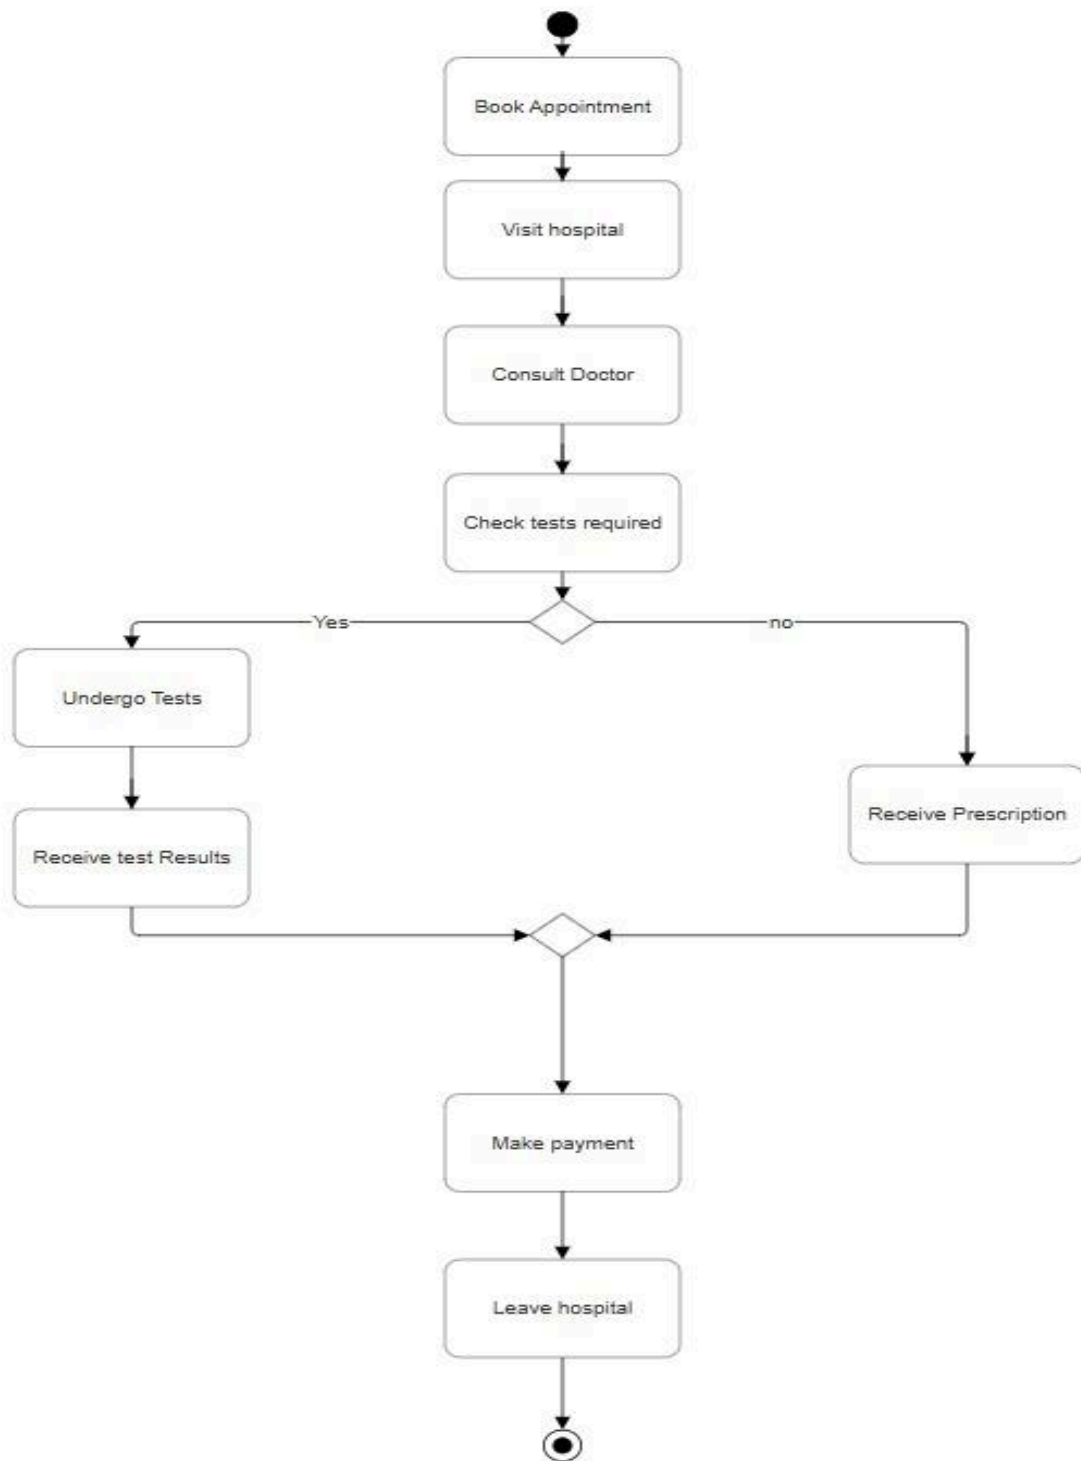 Book Appointment
Visit hospital
Consult Doctor
Check tests required
Yes
no
Undergo Tests
Receive Prescription
Receive test Results
Make payment
Leave hospital